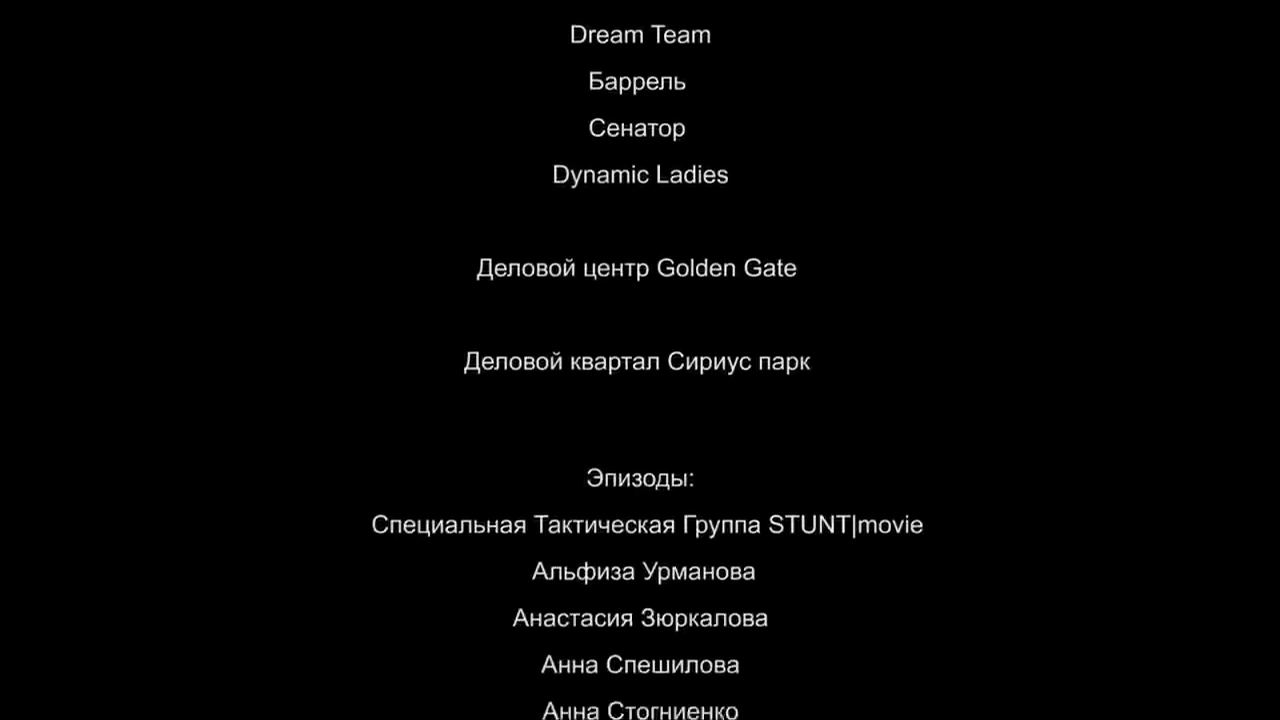 Dream Team
Баррель
Сенатор
Dynamic Ladies
Деловой центр Golden Gate
Деловой квартал Сириус парк
Эпизоды:
Специальная Тактическая Группа STUNT|movie
Альфиза Урманова
Анастасия Зюркалова
Анна Спешилова
Анна Стогниенко